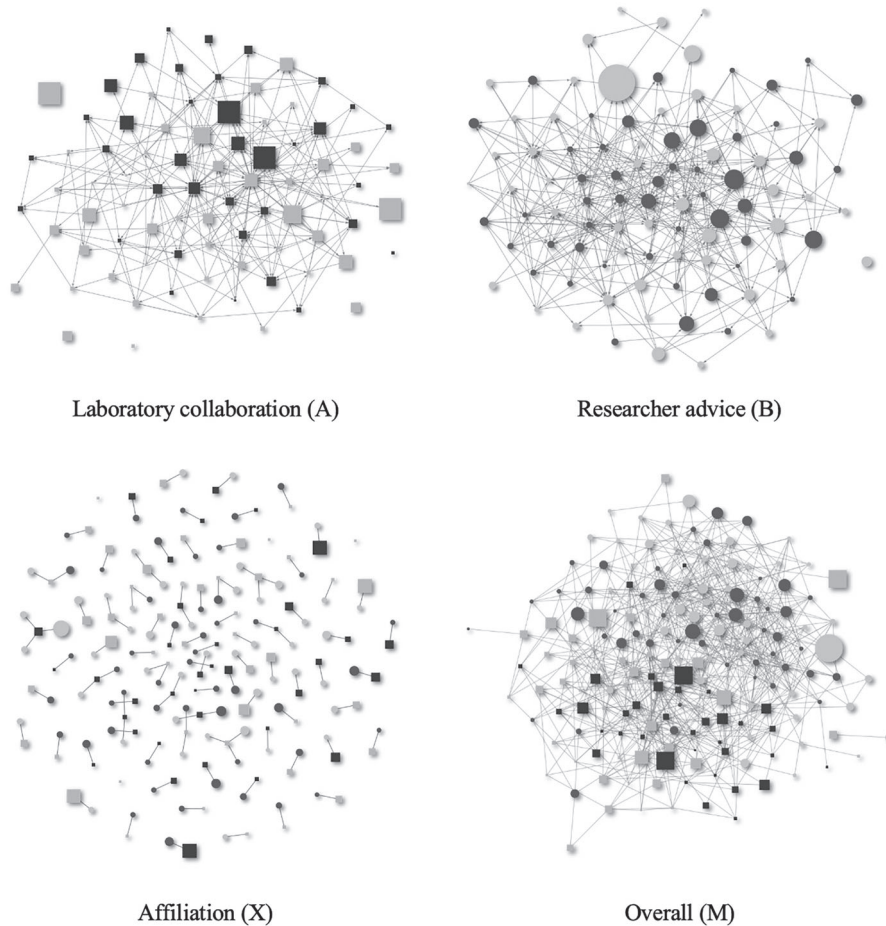 Laboratory collaboration (A)
Researcher advice (B)
Affiliation (X)
Overall (M)